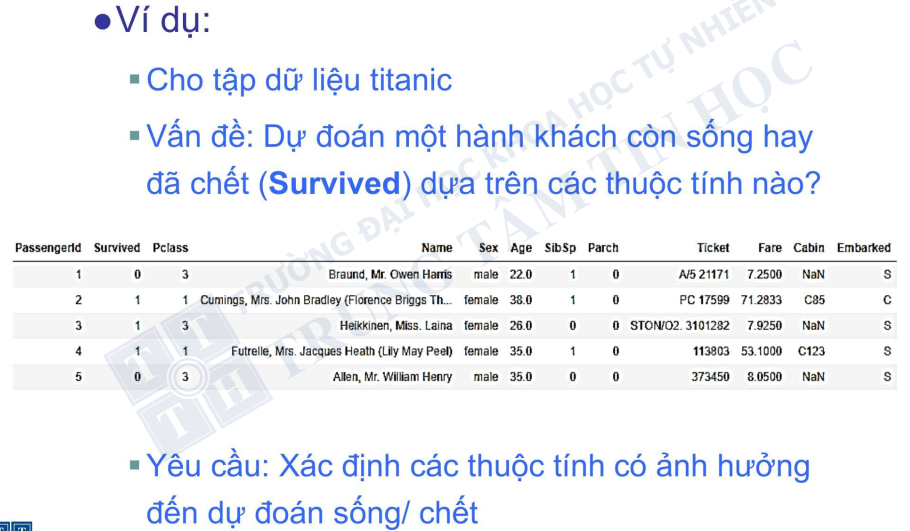 ●Ví dụ:
▪ Cho tập dữ liệu titanic
▪ Vấn đề: Dự đoán một hành khách còn sống hay
đã chết (Survived) dựa trên các thuộc tính nào?
PassengerId Survived Pclass Name Sex Age SibSp Parch Ticket Fare Cabin Embarked
1 0 3 Braund, Mr. Owen Harris male 22.0 1 0 A/5 21171 7.2500 NaN S
2 1 1 Cumings, Mrs. John Bradley (Florence Briggs Th... female 38.0 1 0 PC 17599 71.2833 C85 C
3 1 3 Heikkinen, Miss. Laina female 26.0 0 0 STON/O2. 3101282 7.9250 NaN S
4 1 1 Futrelle, Mrs. Jacques Heath (Lily May Peel) female 35.0 1 0 113803 53.1000 C123 S
5 0 3 Allen, Mr. William Henry male 35.0 0 0 373450 8.0500 NaN S
▪ Yêu cầu: Xác định các thuộc tính có ảnh hưởng
đến dự đoán sống/ chết
TRƯỜNG ĐẠI HỌC KHOA HỌC TỰ NHIÊN
TRUNG TÂM TIN HỌC
T T
T H
T T